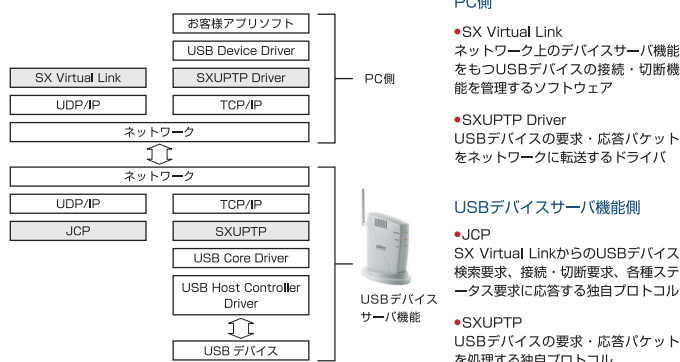 お客様アプリソフト
USB Device Driver
SX Virtual Link
SXUPTP Driver
PC側
UDP/IP
TCP/IP
ネットワーク
ネットワーク
UDP/IP
TCP/IP
JCP
SXUPTP
USB Core Driver
USB Host Controller
Driver
USB デバイス
USBデバイス
サーバ機能
PC側
●SX Virtual Link
ネットワーク上のデバイスサーバ機能
をもつUSBデバイスの接続・切断機
能を管理するソフトウェア
●SXUPTP Driver
USBデバイスの要求・応答パケット
をネットワークに転送するドライバ
USBデバイスサーバ機能側
●JCP
SX Virtual LinkからのUSBデバイス
検索要求、接続・切断要求、各種ステ
ータス要求に応答する独自プロトコル
●SXUPTP
USBデバイスの要求・応答パケット
を処理する独自プロトコル